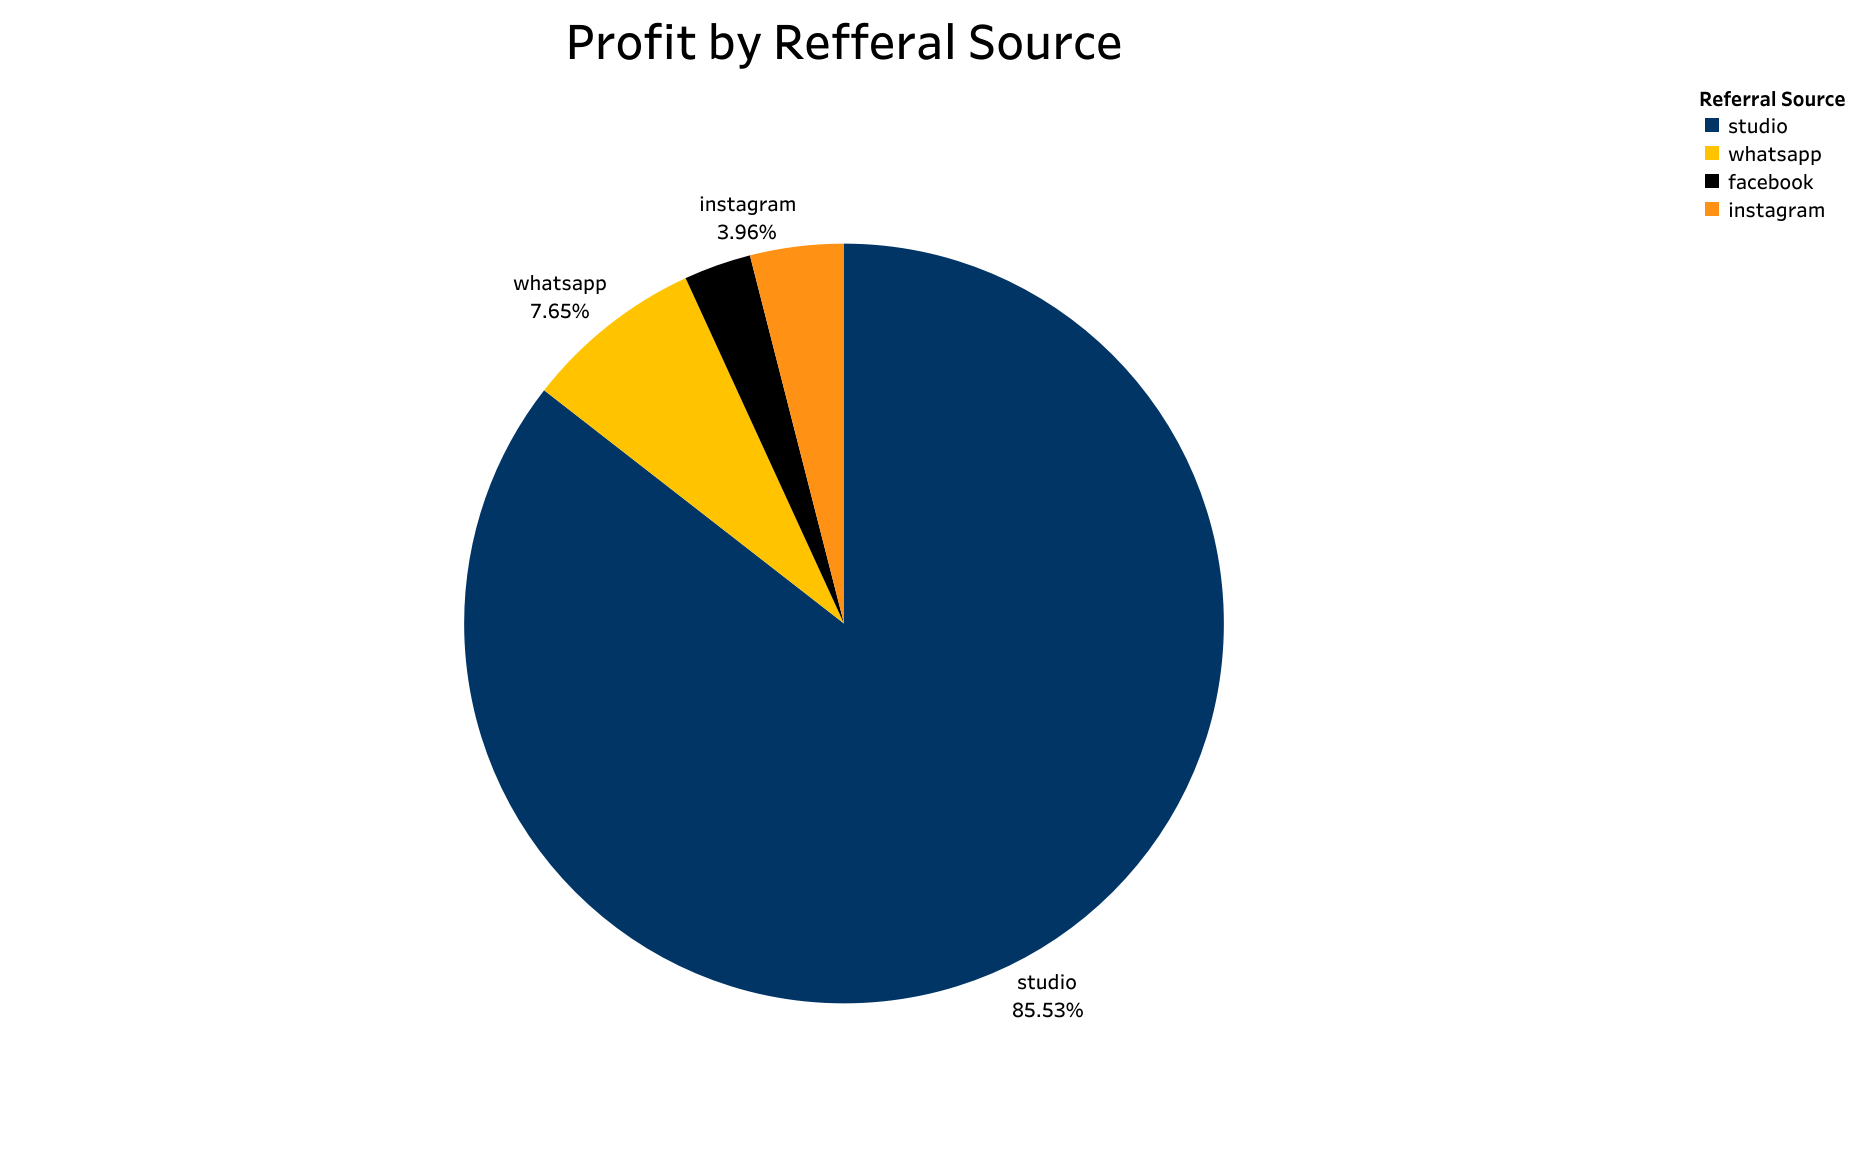 Profit by Refferal Source
Referral Source
studio
whatsapp
facebook
instagram
instagram
3.96%
whatsapp
7.65%
studio
85.53%